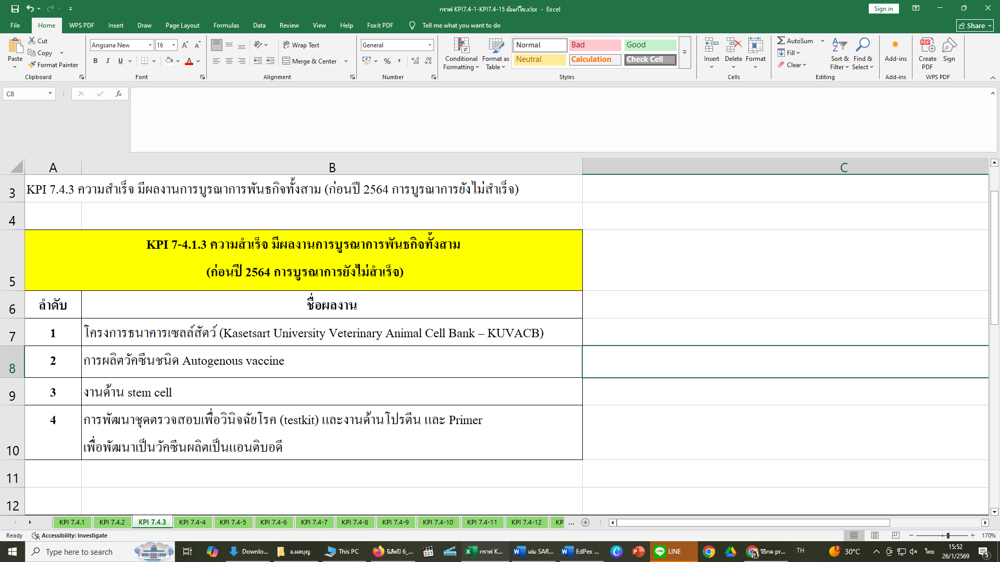 กราฟ KPI7.4-1-KPI7.4-15 อ้อแก้ไข.xlsx - Excel
Sign in
File Home WPS PDF Insert Draw Page Layout Formulas Data Review View Help Foxit PDF Tell me what you want to do Share
Paste Cut Copy Format Painter
Angsana New 16 B I U
Wrap Text Merge & Center
General
Conditional Formatting Format as Table
Normal Bad Good
Neutral Calculation Check Cell
Insert Delete Format
AutoSum Fill Clear
Sort & Filter Find & Select
Add-ins
Create PDF Sign
Clipboard Font Alignment Number Styles Cells Editing Add-ins WPS PDF
C8 fx
A B C
3 KPI 7.4.3 ความสำเร็จ มีผลงานการบูรณาการพันธกิจทั้งสาม (ก่อนปี 2564 การบูรณาการยังไม่สำเร็จ)
4
KPI 7-4.1.3 ความสำเร็จ มีผลงานการบูรณาการพันธกิจทั้งสาม
5 (ก่อนปี 2564 การบูรณาการยังไม่สำเร็จ)
6 ลำดับ ชื่อผลงาน
7 1 โครงการธนาคารเซลล์สัตว์ (Kasetsart University Veterinary Animal Cell Bank – KUVACB)
8 2 การผลิตวัคซีนชนิด Autogenous vaccine
9 3 งานด้าน stem cell
4 การพัฒนาชุดตรวจสอบเพื่อวินิจฉัยโรค (testkit) และงานด้านโปรตีน และ Primer
10 เพื่อพัฒนาเป็นวัคซีนผลิตเป็นแอนติบอดี
11
12
KPI 7.4.1 KPI 7.4.2 KPI 7.4.3 KPI 7.4-4 KPI 7.4-5 KPI 7.4-6 KPI 7.4-7 KPI 7.4-8 KPI 7.4-9 KPI 7.4-10 KPI 7.4-11 KPI 7.4-12 KP ...
Ready Accessibility: Investigate 170%
Type here to search Downlo... อ.ผลบุญ This PC นิสิตปี 6_... 321 กราฟ K... เล่ม SAR... EdPex ... LINE วิธีกด pr... TH 2 30°C ไทย 15:52
26/1/2569 5